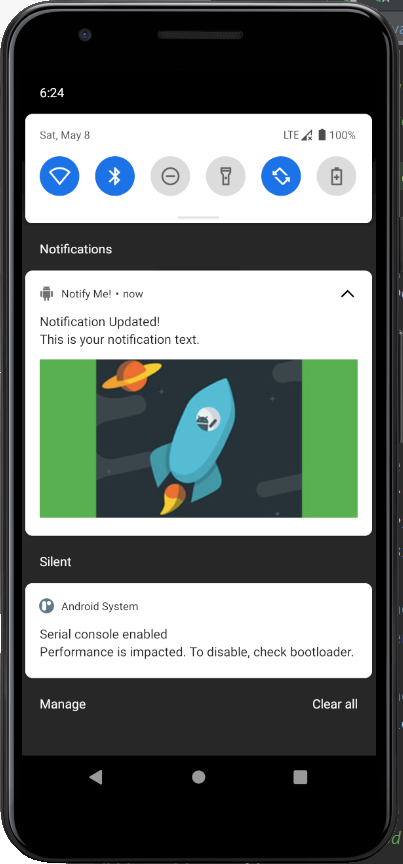 6:24
Sat, May 8
LTE 100%
Notifications
Notify Me! • now
Notification Updated!
This is your notification text.
Silent
Android System
Serial console enabled
Performance is impacted. To disable, check bootloader.
Manage
Clear all